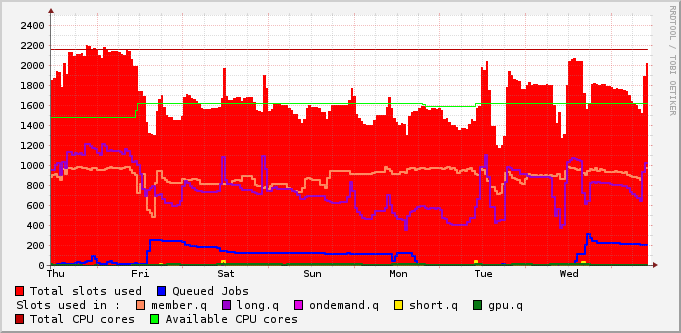 RRDTOOL / TOBI OETIKER
2400
2200
2000
1800
1600
1400
1200
1000
800
600
400
200
0
Thu Fri Sat Sun Mon Tue Wed
Total slots used Queued Jobs
Slots used in : member.q long.q ondemand.q short.q gpu.q
Total CPU cores Available CPU cores